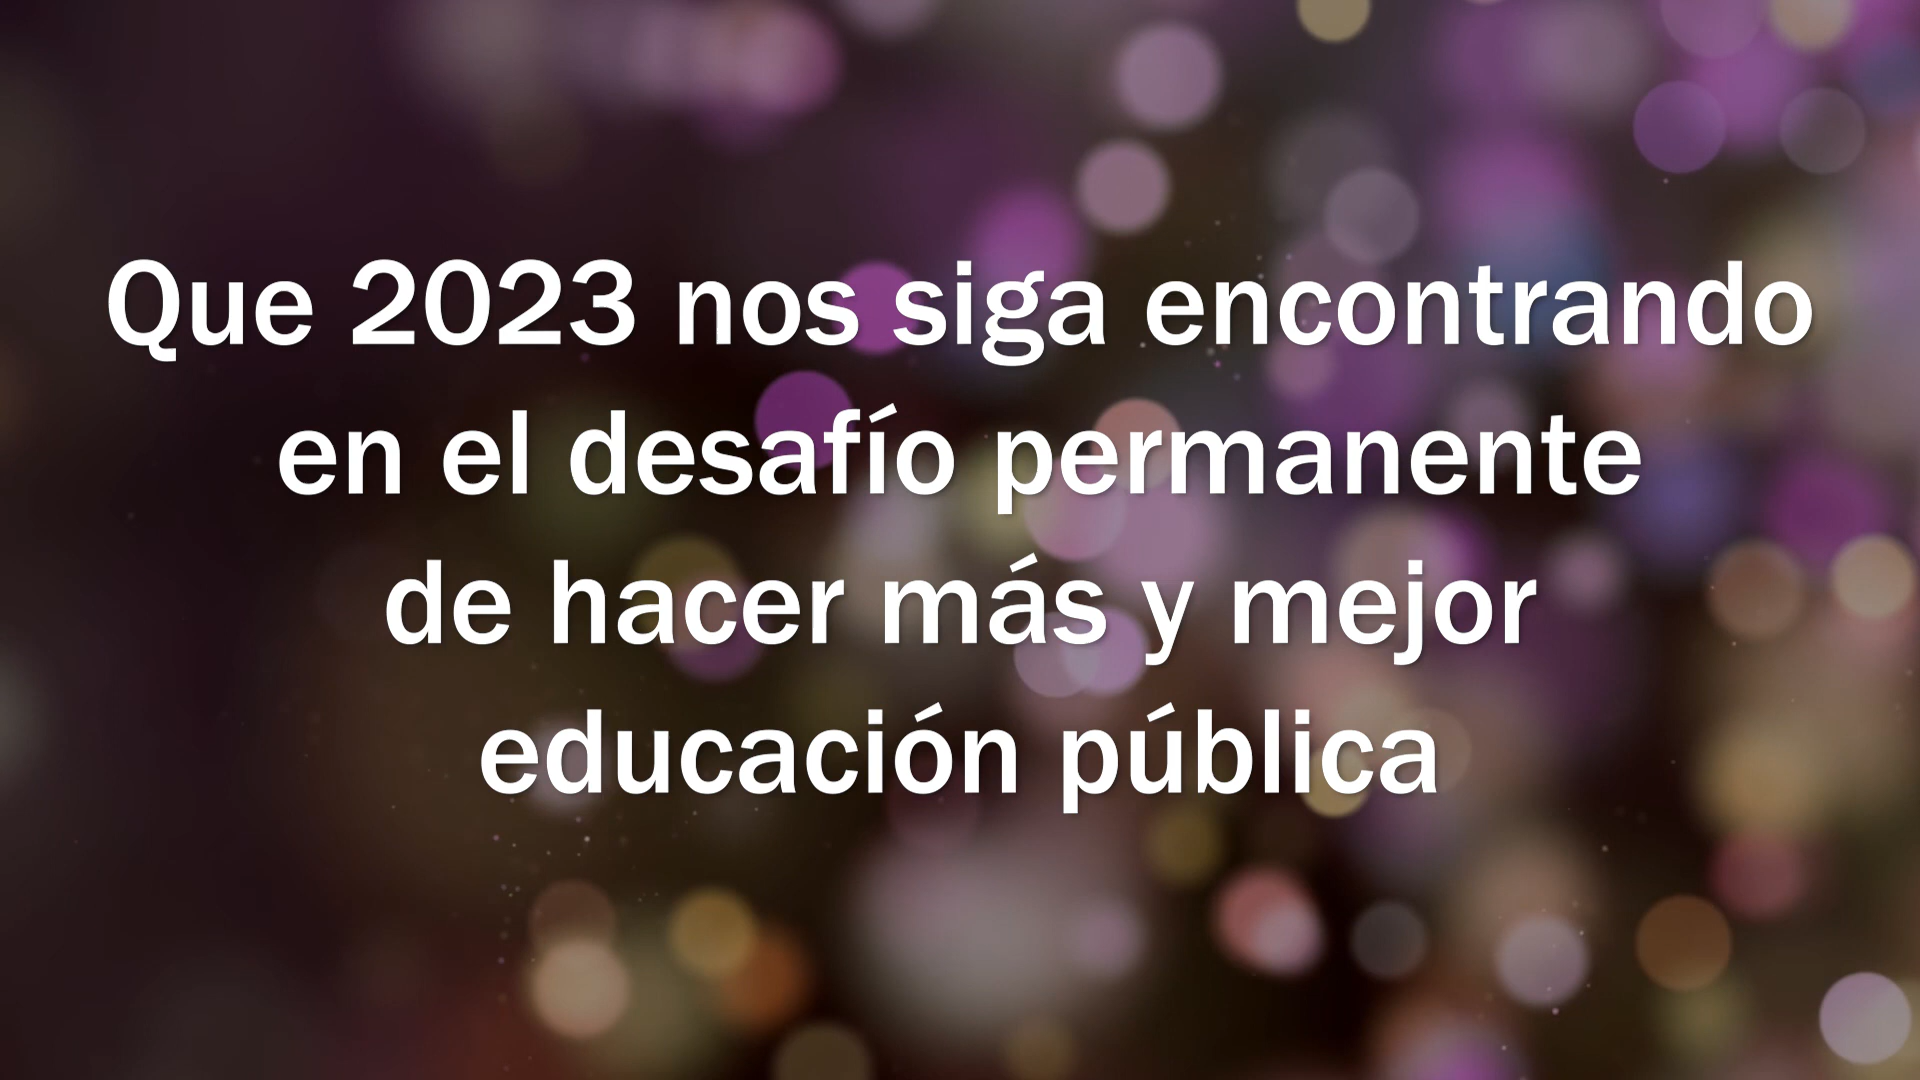 Que 2023 nos siga encontrando
en el desafío permanente
de hacer más y mejor
educación pública